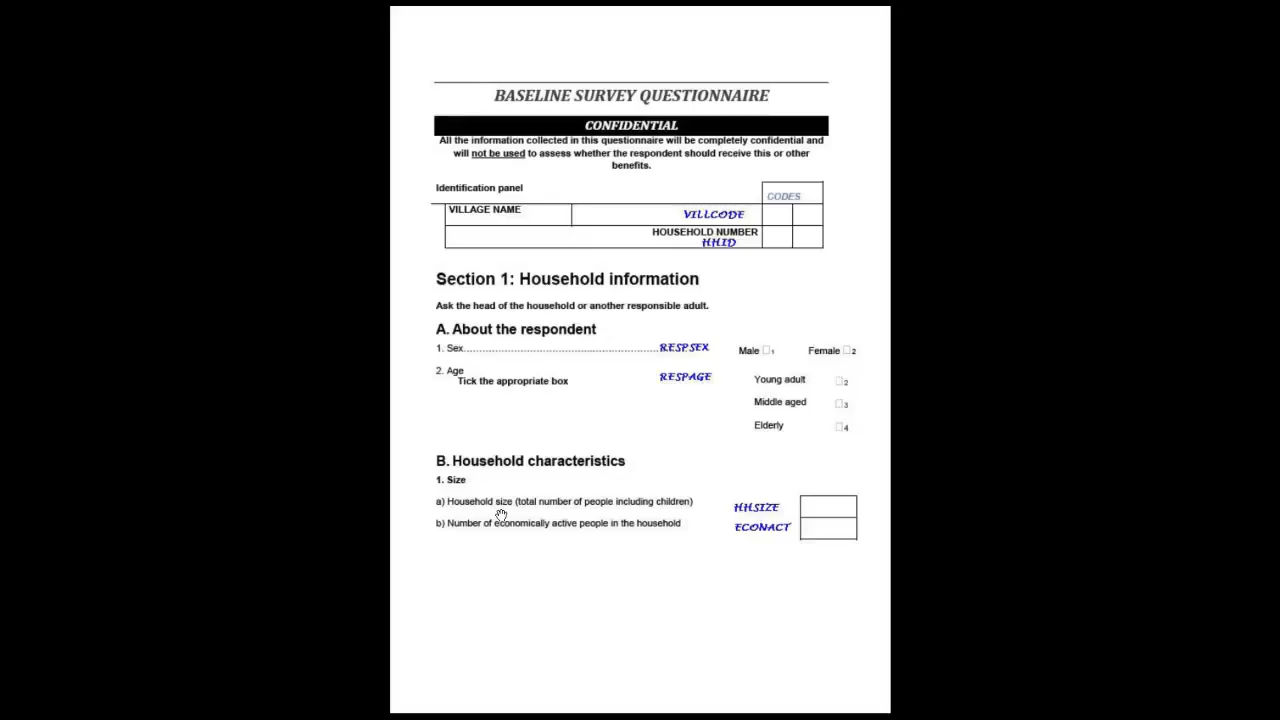 BASELINE SURVEY QUESTIONNAIRE
CONFIDENTIAL
All the information collected in this questionnaire will be completely confidential and
will not be used to assess whether the respondent should receive this or other
benefits.
Identification panel
CODES
VILLAGE NAME VILLCODE
HOUSEHOLD NUMBER
HHID
Section 1: Household information
Ask the head of the household or another responsible adult.
A. About the respondent
1. Sex RESPSEX Male 1 Female 2
2. Age
Tick the appropriate box RESPAGE Young adult 2
Middle aged 3
Elderly 4
B. Household characteristics
1. Size
a) Household size (total number of people including children) HHSIZE
b) Number of economically active people in the household ECONACT